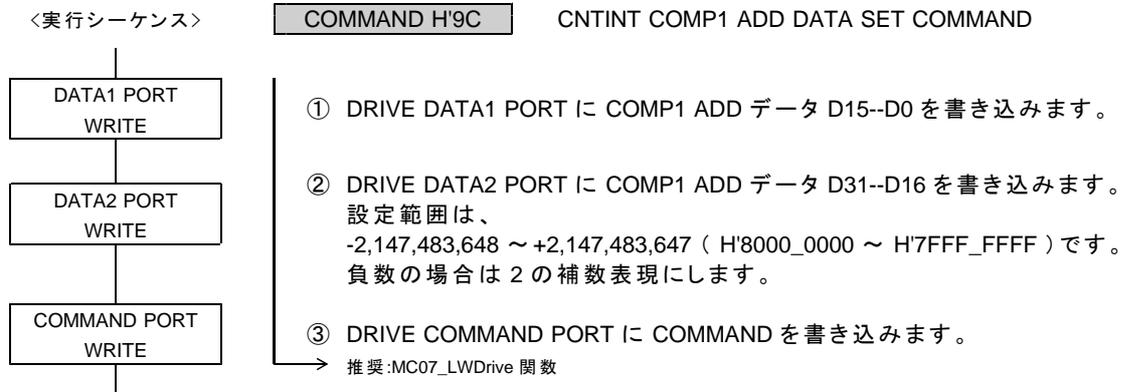 〈実行シーケンス〉
COMMAND H'9C
CNTINT COMP1 ADD DATA SET COMMAND
DATA1 PORT
WRITE
① DRIVE DATA1 PORT に COMP1 ADD データ D15--D0 を書き込みます。
DATA2 PORT
WRITE
② DRIVE DATA2 PORT に COMP1 ADD データ D31--D16 を書き込みます。
設定範囲は、
-2,147,483,648 ～ +2,147,483,647 ( H'8000_0000 ～ H'7FFF_FFFF ) です。
負数の場合は 2 の補数表現にします。
COMMAND PORT
WRITE
③ DRIVE COMMAND PORT に COMMAND を書き込みます。
推奨:MC07_LWDrive 関数